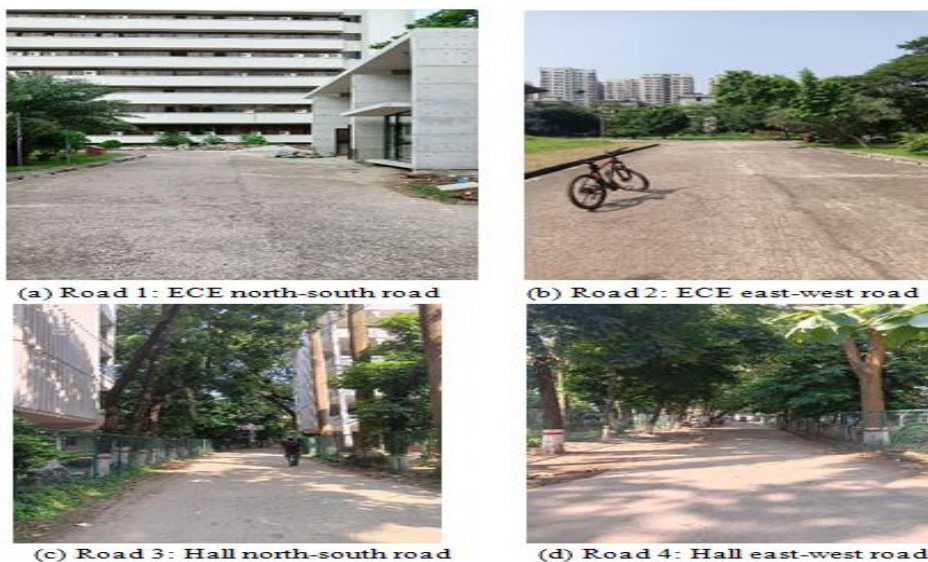 (a) Road 1: ECE north-south road
(b) Road 2: ECE east-west road
(c) Road 3: Hall north-south road
(d) Road 4: Hall east-west road